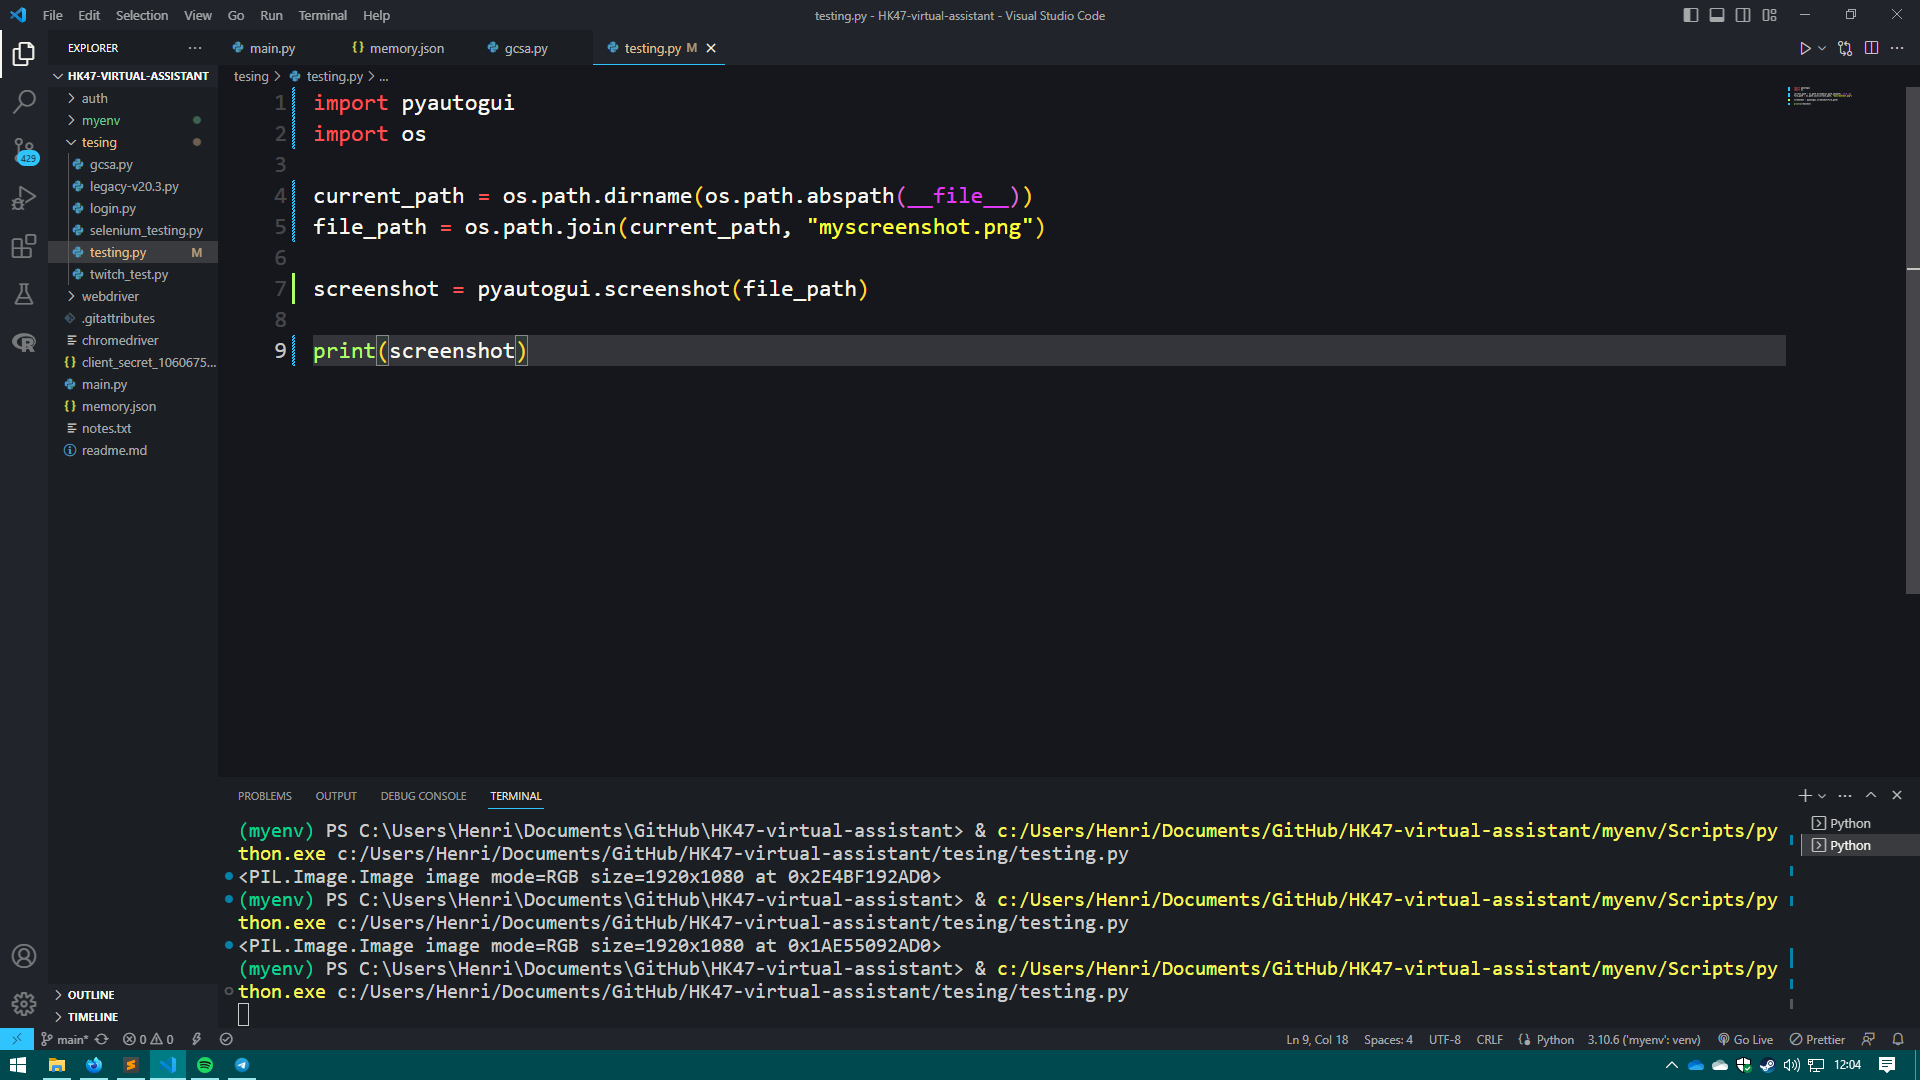 File Edit Selection View Go Run Terminal Help
testing.py - HK47-virtual-assistant - Visual Studio Code
EXPLORER
main.py
memory.json
gcsa.py
testing.py M
HK47-VIRTUAL-ASSISTANT
auth
myenv
tesing
gcsa.py
legacy-v20.3.py
login.py
selenium_testing.py
testing.py M
twitch_test.py
webdriver
.gitattributes
chromedriver
client_secret_1060675...
main.py
memory.json
notes.txt
readme.md
OUTLINE
TIMELINE
429
tesing > testing.py > ...
1 import pyautogui
2 import os
3
4 current_path = os.path.dirname(os.path.abspath(__file__))
5 file_path = os.path.join(current_path, "myscreenshot.png")
6
7 screenshot = pyautogui.screenshot(file_path)
8
9 print(screenshot)
PROBLEMS OUTPUT DEBUG CONSOLE TERMINAL
(myenv) PS C:\Users\Henri\Documents\GitHub\HK47-virtual-assistant> & c:/Users/Henri/Documents/GitHub/HK47-virtual-assistant/myenv/Scripts/py
thon.exe c:/Users/Henri/Documents/GitHub/HK47-virtual-assistant/tesing/testing.py
<PIL.Image.Image image mode=RGB size=1920x1080 at 0x2E4BF192AD0>
(myenv) PS C:\Users\Henri\Documents\GitHub\HK47-virtual-assistant> & c:/Users/Henri/Documents/GitHub/HK47-virtual-assistant/myenv/Scripts/py
thon.exe c:/Users/Henri/Documents/GitHub/HK47-virtual-assistant/tesing/testing.py
<PIL.Image.Image image mode=RGB size=1920x1080 at 0x1AE55092AD0>
(myenv) PS C:\Users\Henri\Documents\GitHub\HK47-virtual-assistant> & c:/Users/Henri/Documents/GitHub/HK47-virtual-assistant/myenv/Scripts/py
thon.exe c:/Users/Henri/Documents/GitHub/HK47-virtual-assistant/tesing/testing.py
Python
Python
main* 0 0
Ln 9, Col 18 Spaces: 4 UTF-8 CRLF Python 3.10.6 ('myenv': venv) Go Live Prettier
12:04